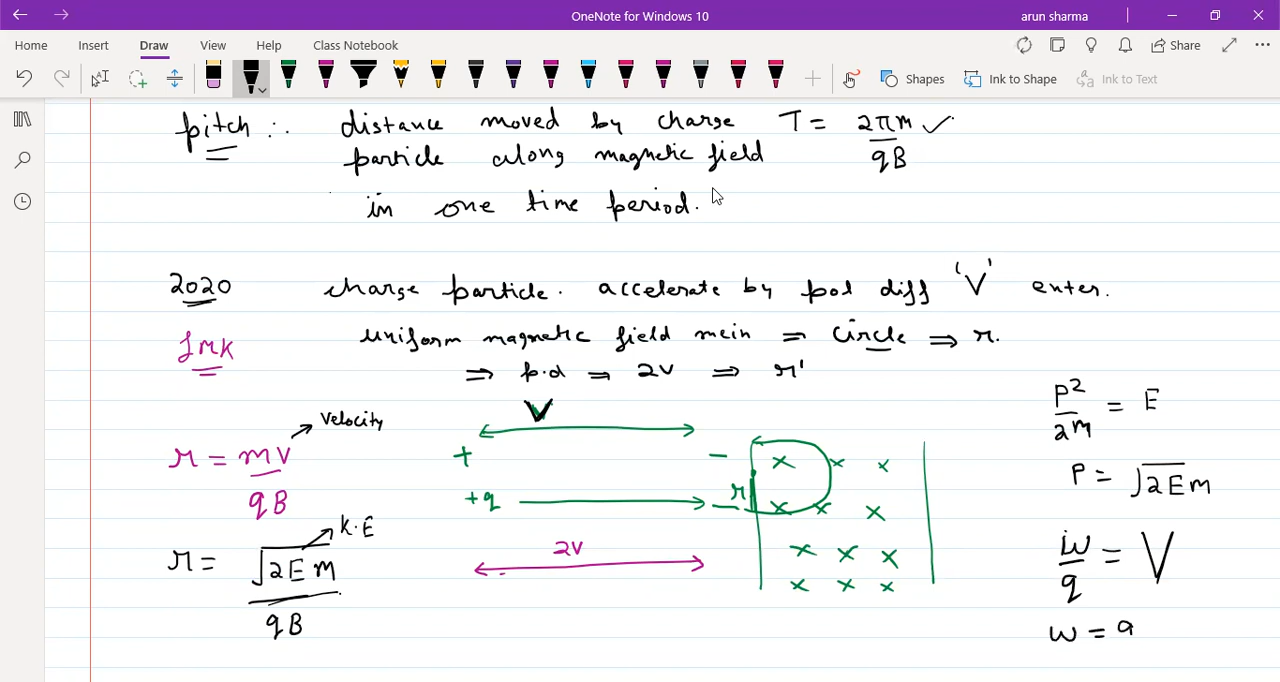 OneNote for Windows 10
arun sharma
Home Insert Draw View Help Class Notebook Share
Shapes Ink to Shape Ink to Text
pitch :. distance moved by charge T = 2πm ✓
particle along magnetic field qB
in one time period.
2020 charge particle. accelerate by pot diff 'V' enter.
1MK uniform magnetic field mein = circle ⇒ r.
⇒ p.d ⇒ 2V ⇒ r'
V
P²/2m = E
r = mV/qB → Velocity
+ −
+q → − r
P = √2Em
2V
r = √2Em/qB → K.E
w/q = V
w = q